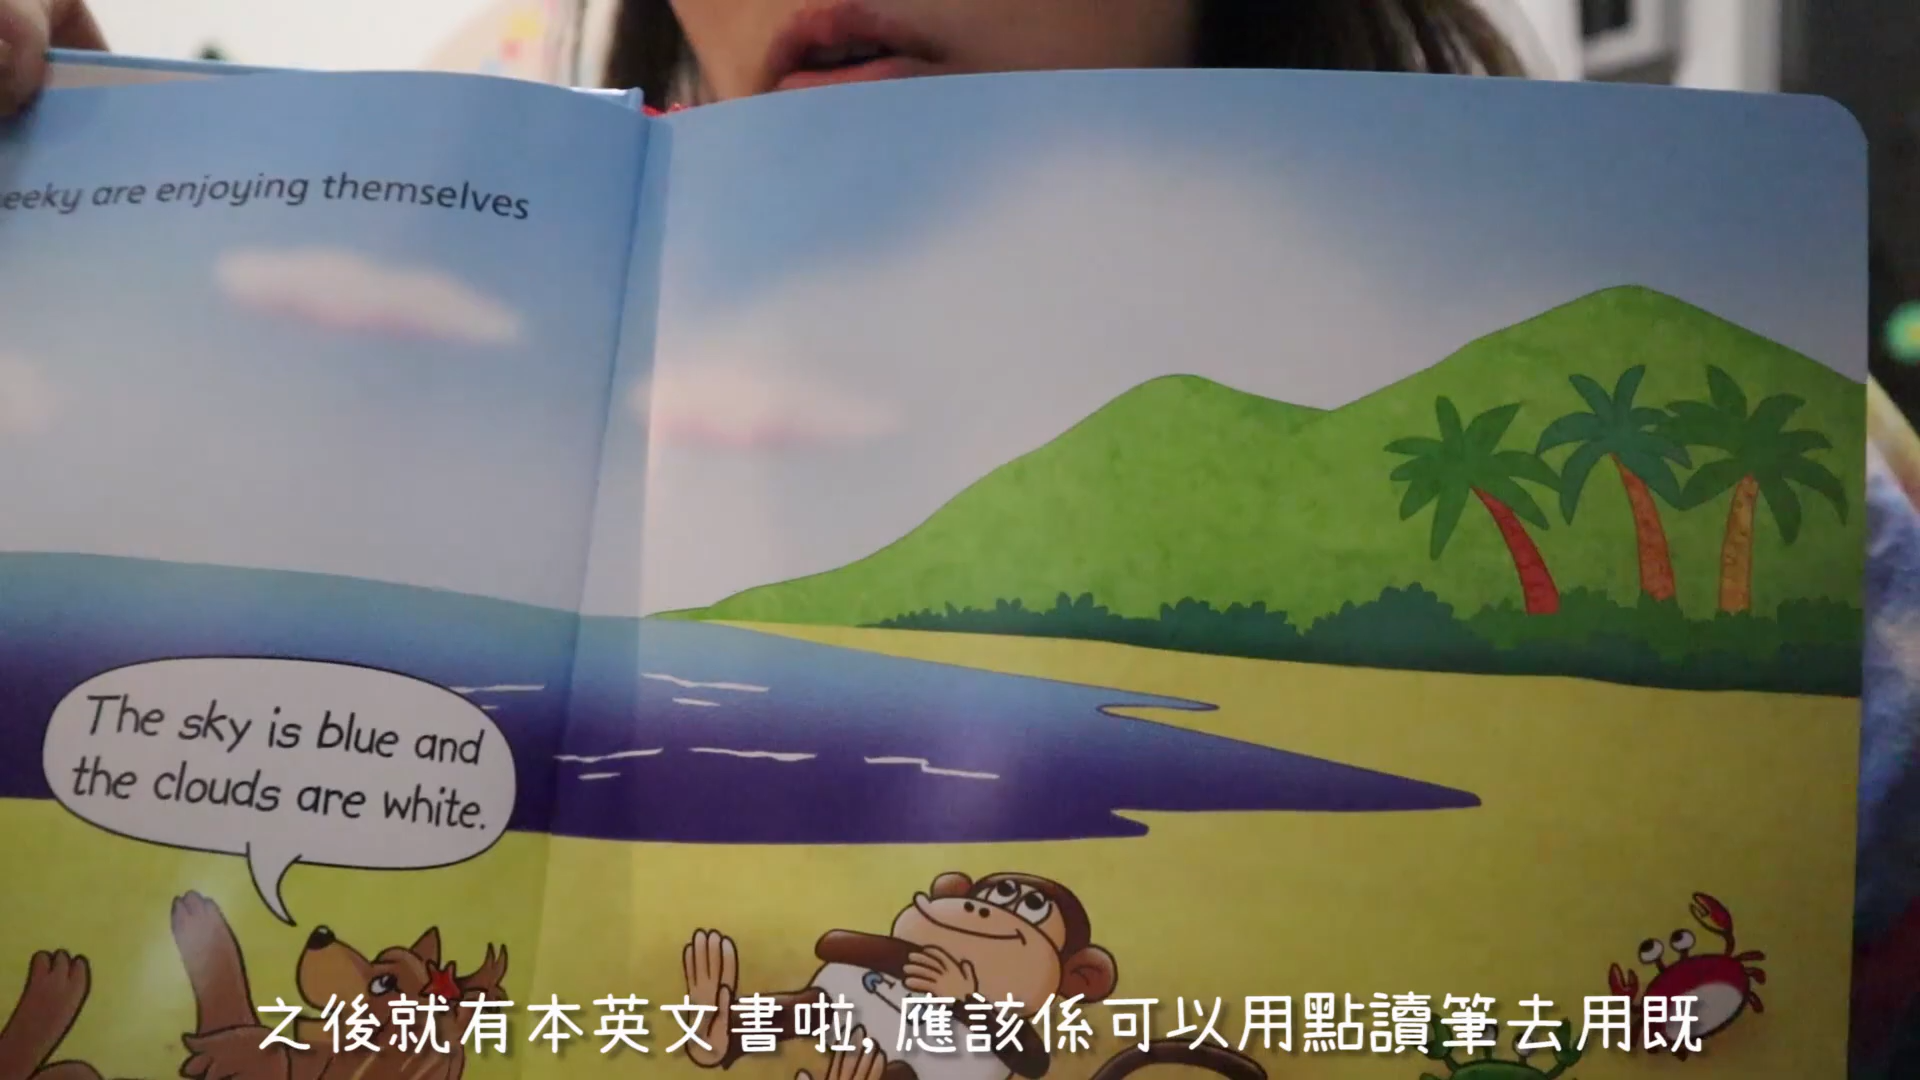 are enjoying themselves
The sky is blue and
the clouds are white.
之後就有本英文書啦,應該係可以用點讀筆去用既